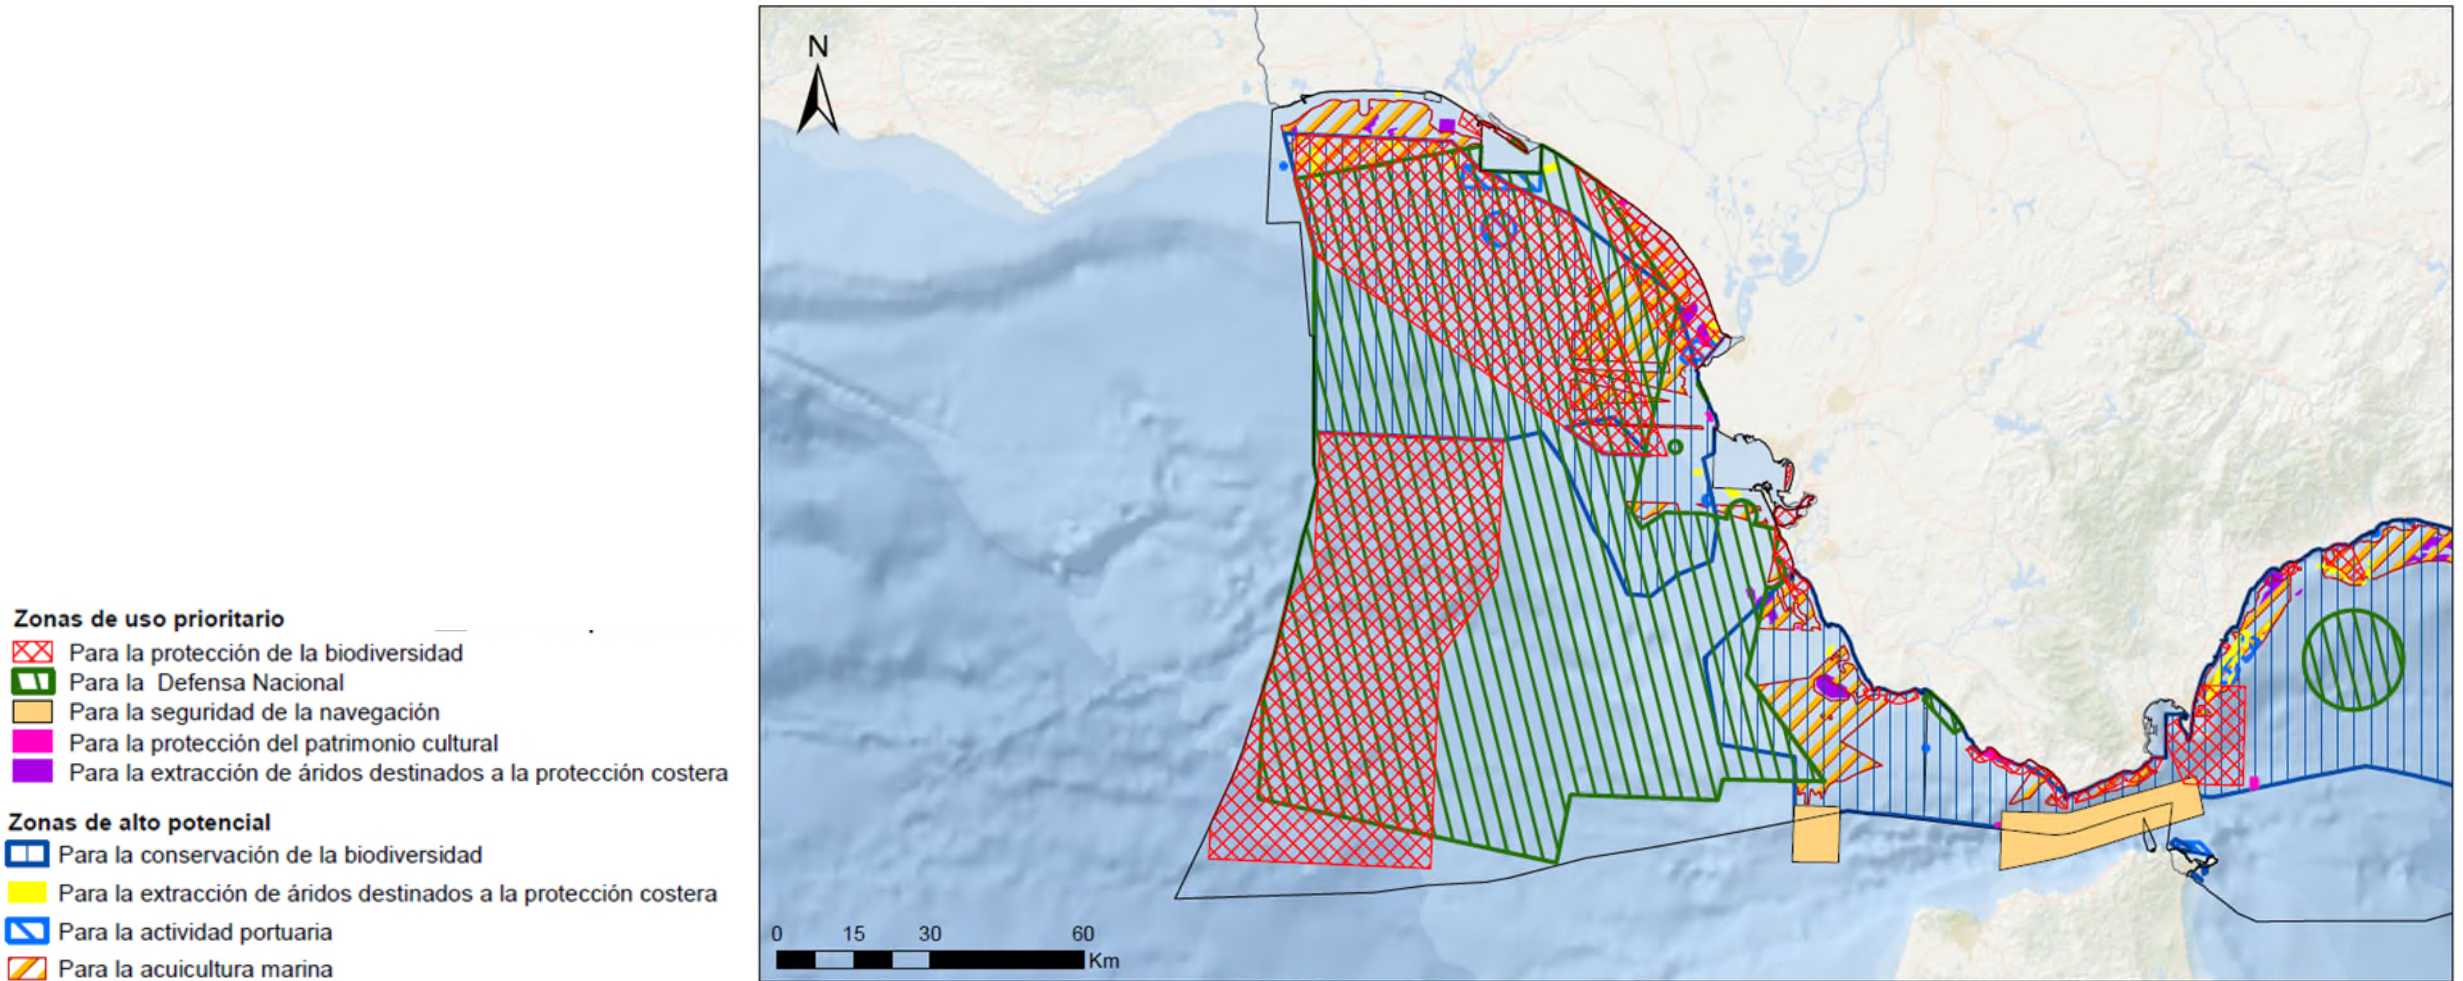 Zonas de uso prioritario
Para la protección de la biodiversidad
Para la Defensa Nacional
Para la seguridad de la navegación
Para la protección del patrimonio cultural
Para la extracción de áridos destinados a la protección costera
Zonas de alto potencial
Para la conservación de la biodiversidad
Para la extracción de áridos destinados a la protección costera
Para la actividad portuaria
Para la acuicultura marina
N
0 15 30 60
Km